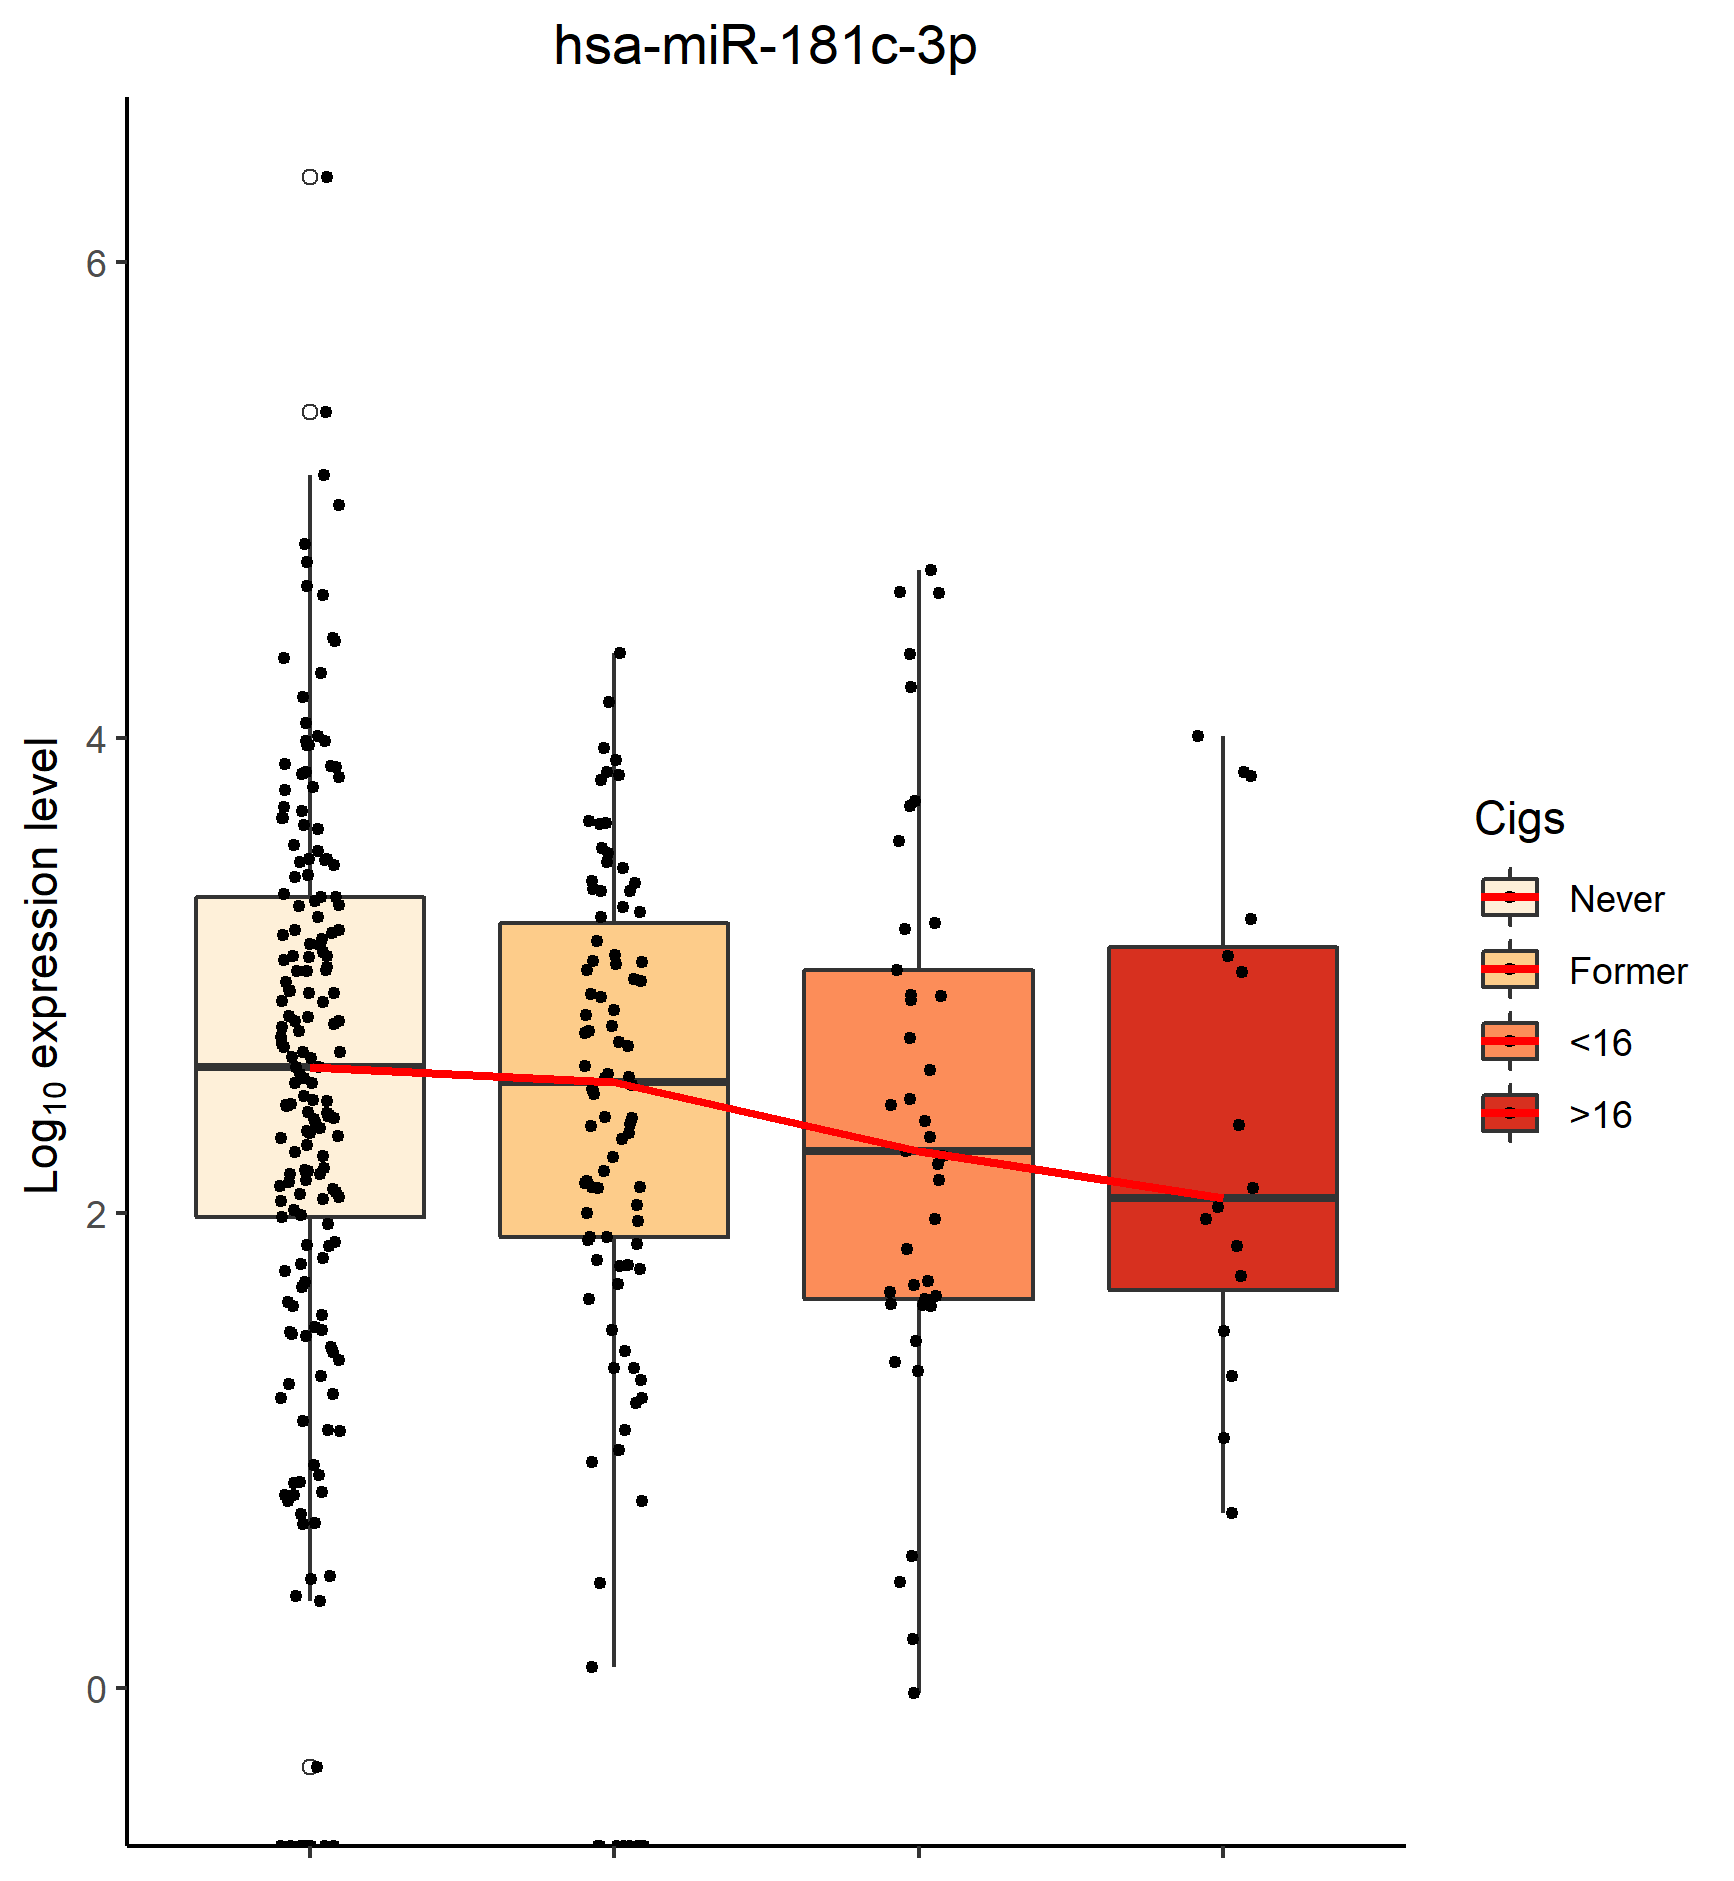 hsa-miR-181c-3p
Log10 expression level
6
4
2
0
Cigs
Never
Former
<16
>16